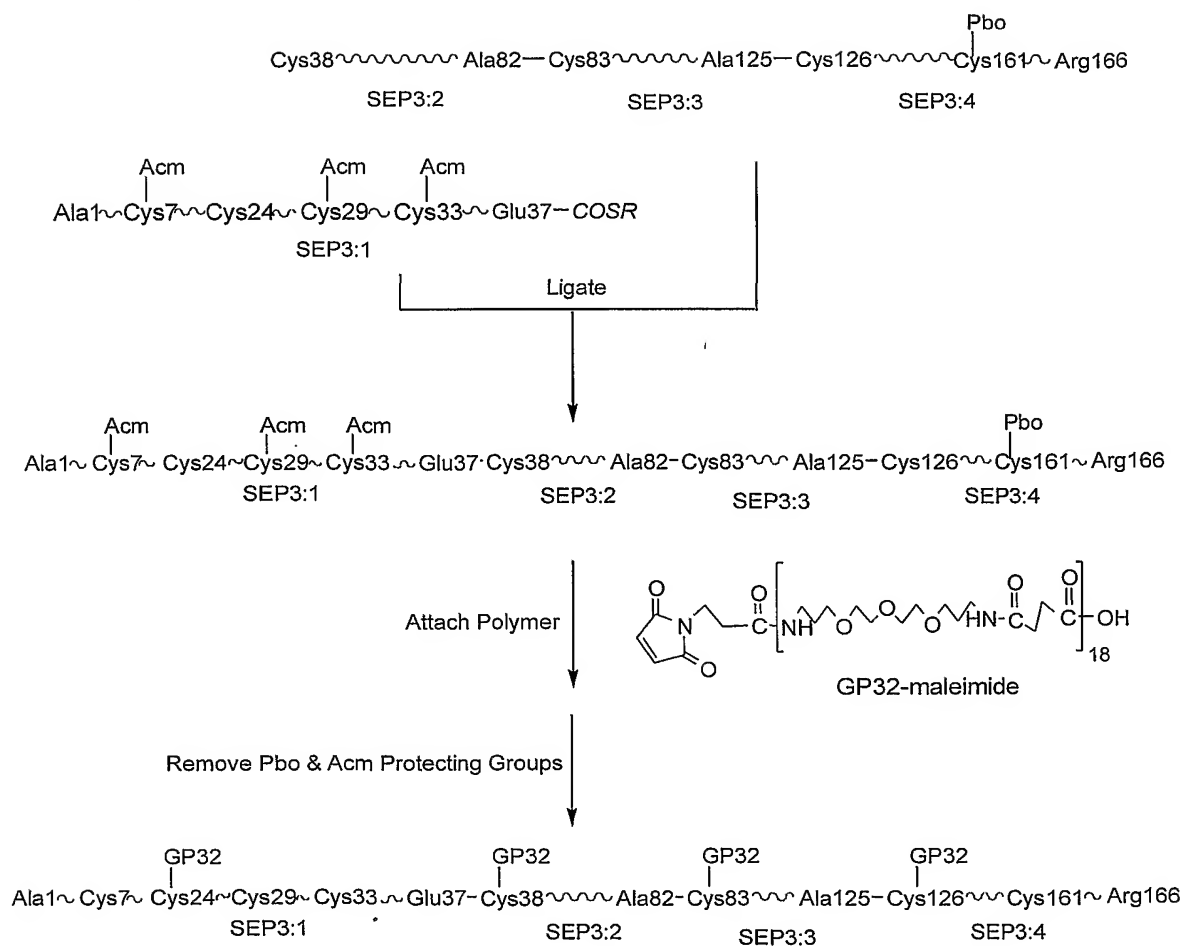 Pbo
Cys38 Ala82—Cys83 Ala125—Cys126 Cys161 Arg166
SEP3:2 SEP3:3 SEP3:4
Acm Acm Acm
Ala1 Cys7 Cys24 Cys29 Cys33 Glu37—COSR
SEP3:1
Ligate
Acm Acm Acm Pbo
Ala1 Cys7 Cys24 Cys29 Cys33 Glu37-Cys38 Ala82-Cys83 Ala125-Cys126 Cys161 Arg166
SEP3:1 SEP3:2 SEP3:3 SEP3:4
Attach Polymer
O N O C O NH O O O HN-C O C O OH
18
GP32-maleimide
Remove Pbo & Acm Protecting Groups
GP32 GP32 GP32 GP32
Ala1 Cys7 Cys24 Cys29 Cys33 Glu37-Cys38 Ala82-Cys83 Ala125-Cys126 Cys161 Arg166
SEP3:1 SEP3:2 SEP3:3 SEP3:4